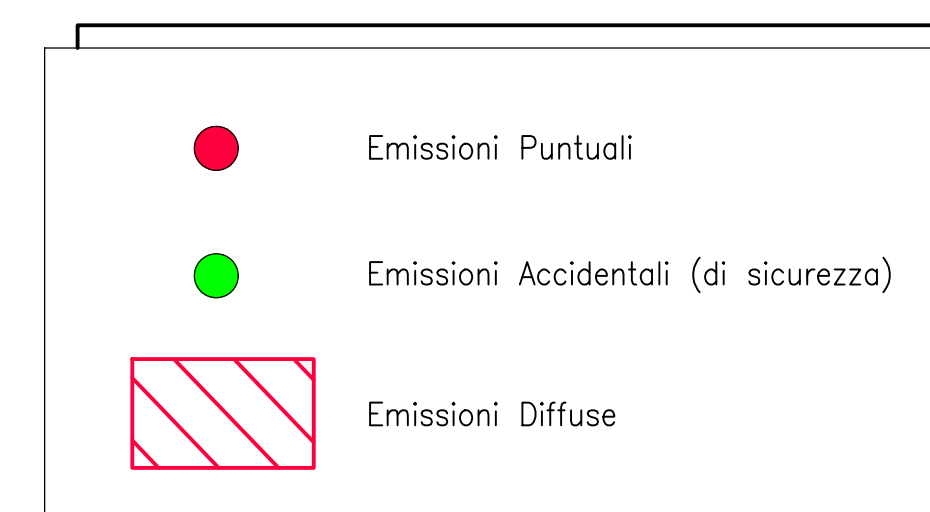 Emissioni Puntuali
Emissioni Accidentali (di sicurezza)
Emissioni Diffuse